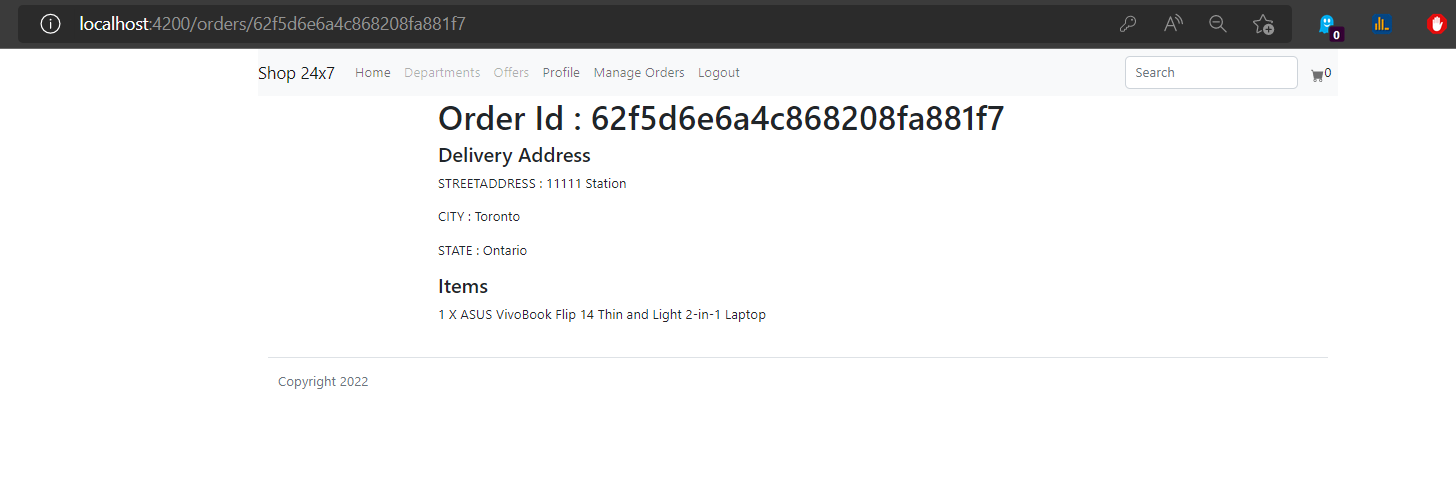 localhost:4200/orders/62f5d6e6a4c868208fa881f7
0
Shop 24x7 Home Departments Offers Profile Manage Orders Logout Search 0
Order Id : 62f5d6e6a4c868208fa881f7
Delivery Address
STREETADDRESS : 11111 Station
CITY : Toronto
STATE : Ontario
Items
1 X ASUS VivoBook Flip 14 Thin and Light 2-in-1 Laptop
Copyright 2022